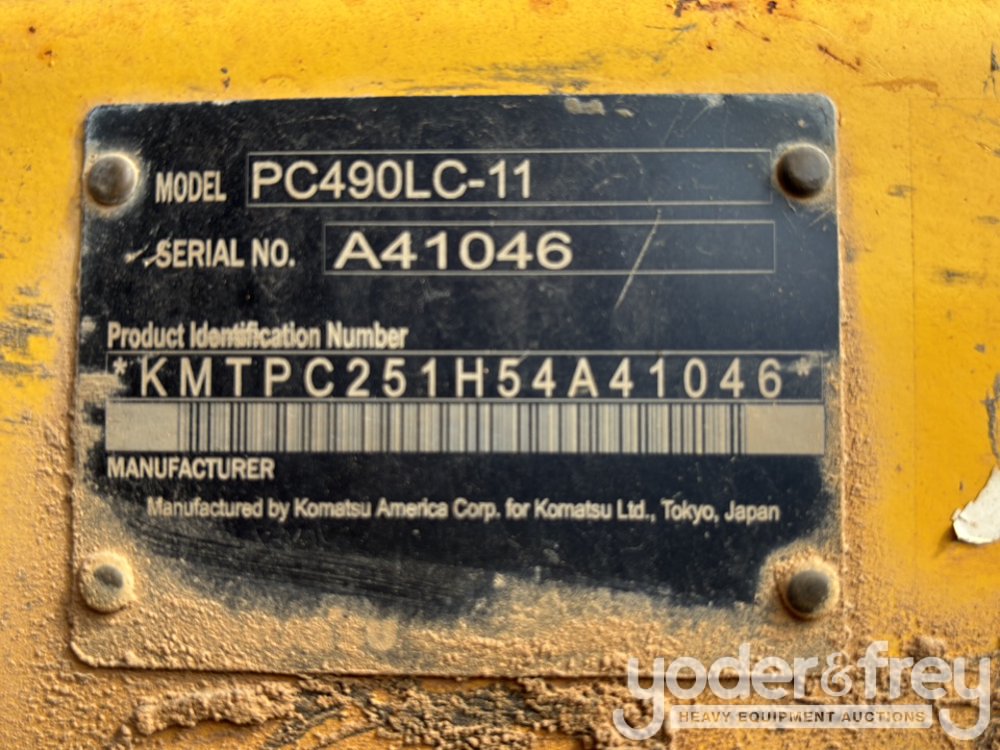 MODEL PC490LC-11
SERIAL NO. A41046
Product Identification Number
*KMTPC251H54A41046*
MANUFACTURER
Manufactured by Komatsu America Corp. for Komatsu Ltd., Tokyo, Japan
yoder&frey
HEAVY EQUIPMENT AUCTIONS